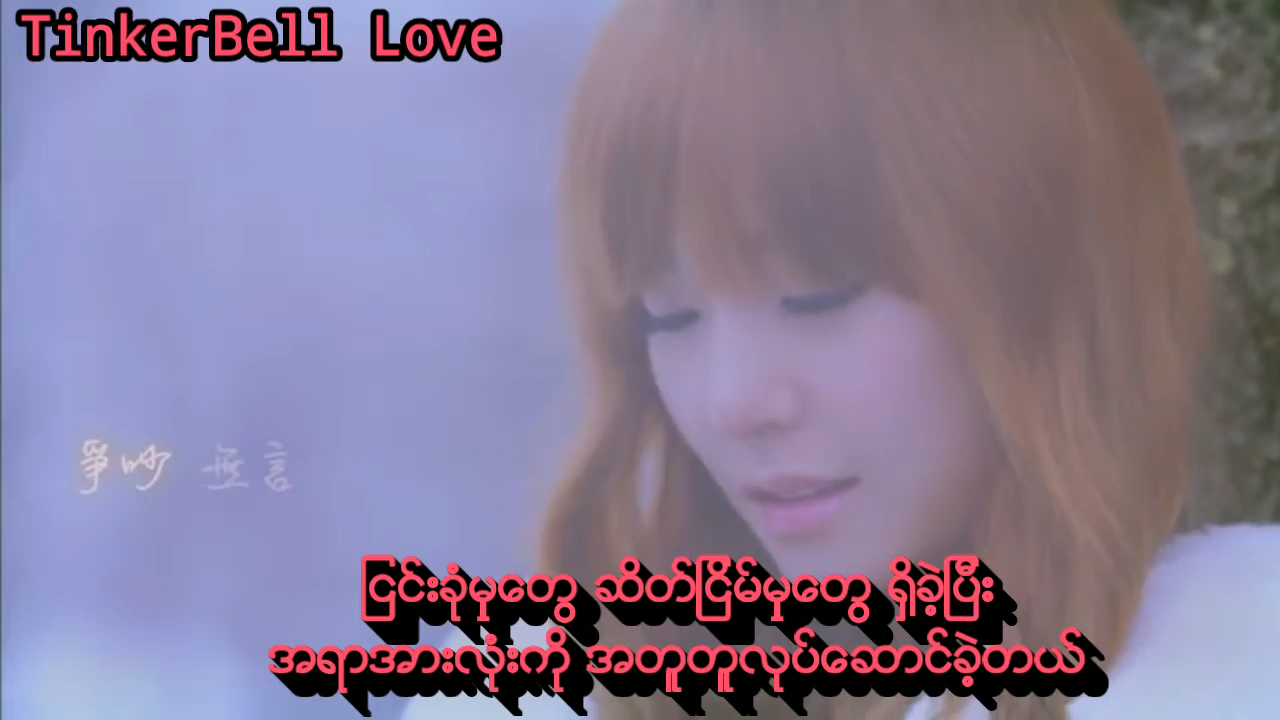 TinkerBell Love
爭吵 無言
ငြင်းခုံမှုတွေ ဆိတ်ငြိမ်မှုတွေ ရှိခဲ့ပြီး
အရာအားလုံးကို အတူတူလုပ်ဆောင်ခဲ့တယ်